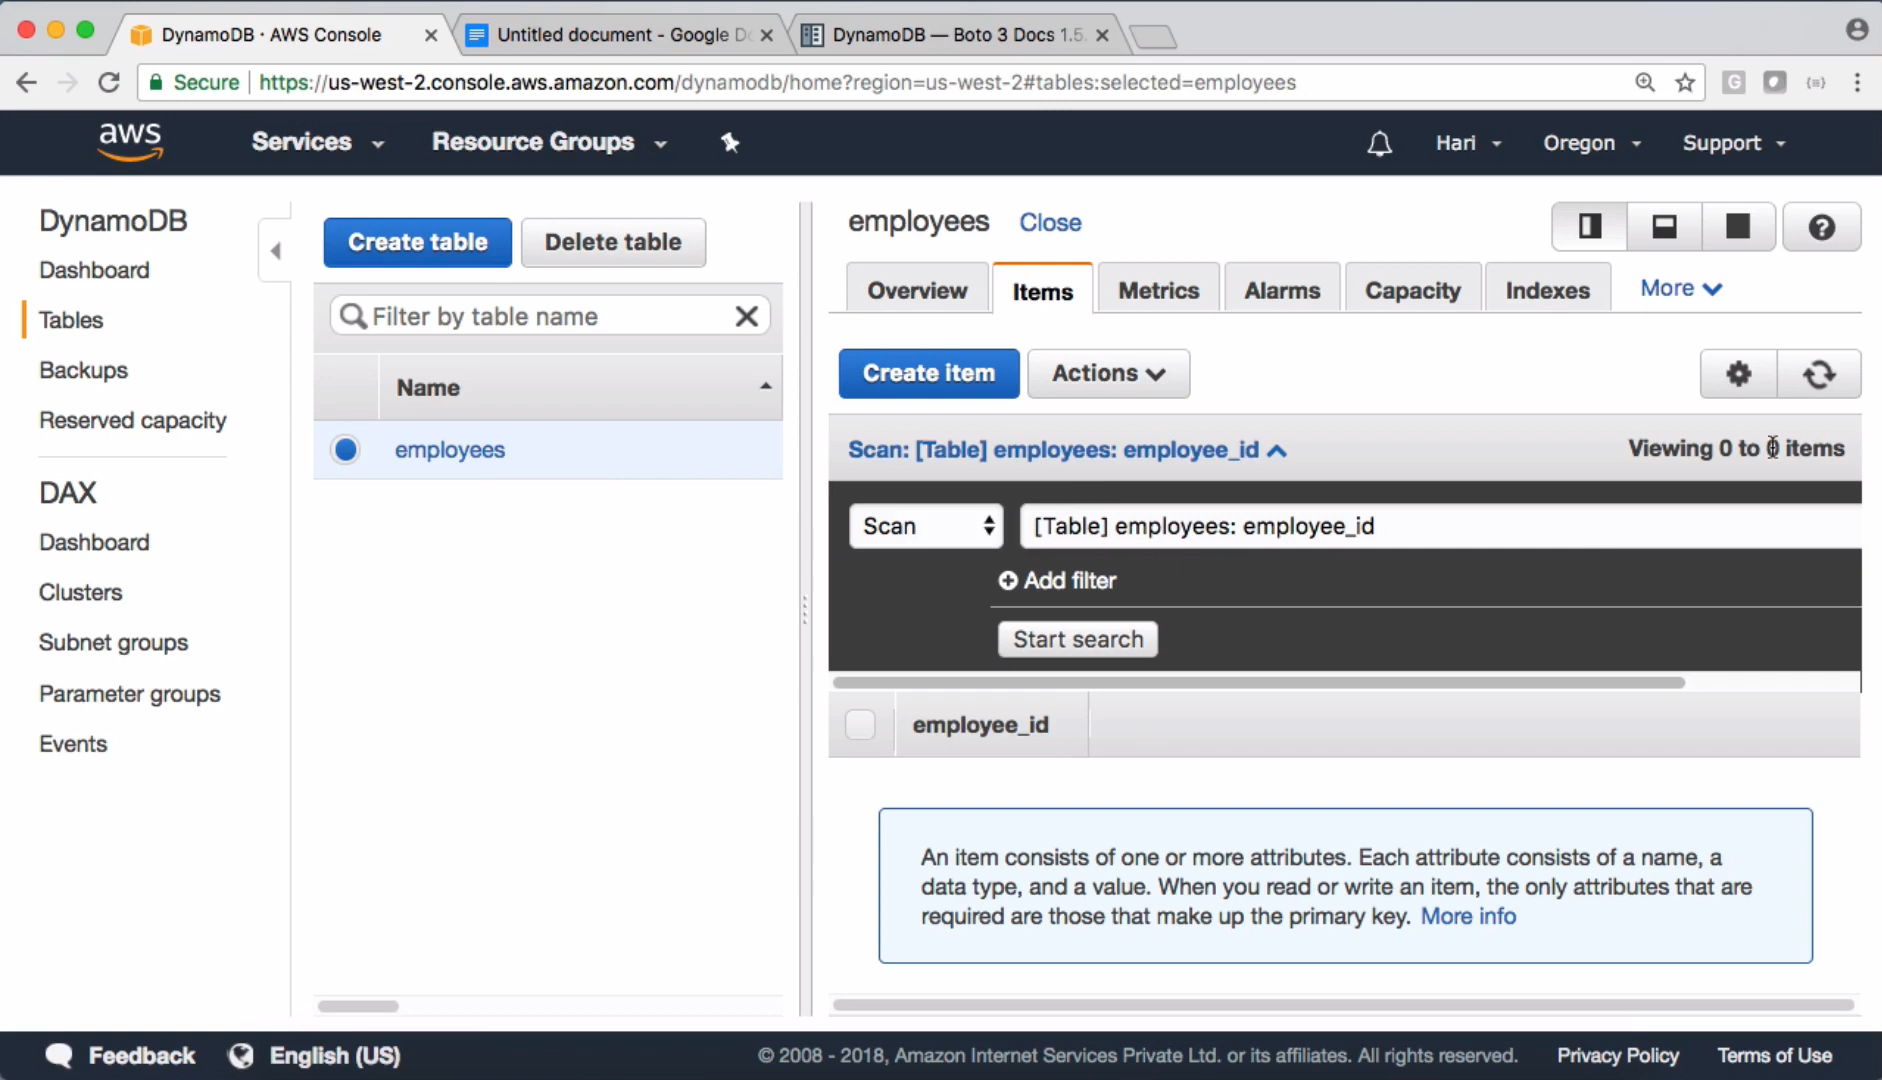 DynamoDB · AWS Console
Untitled document - Google Do
DynamoDB — Boto 3 Docs 1.5.
Secure
https://us-west-2.console.aws.amazon.com/dynamodb/home?region=us-west-2#tables:selected=employees
aws
Services
Resource Groups
Hari
Oregon
Support
DynamoDB
Dashboard
Tables
Backups
Reserved capacity
DAX
Dashboard
Clusters
Subnet groups
Parameter groups
Events
Create table
Delete table
Filter by table name
Name
employees
employees
Close
Overview
Items
Metrics
Alarms
Capacity
Indexes
More
Create item
Actions
Scan: [Table] employees: employee_id
Viewing 0 to 0 items
Scan
[Table] employees: employee_id
Add filter
Start search
employee_id
An item consists of one or more attributes. Each attribute consists of a name, a
data type, and a value. When you read or write an item, the only attributes that are
required are those that make up the primary key. More info
Feedback
English (US)
© 2008 - 2018, Amazon Internet Services Private Ltd. or its affiliates. All rights reserved.
Privacy Policy
Terms of Use